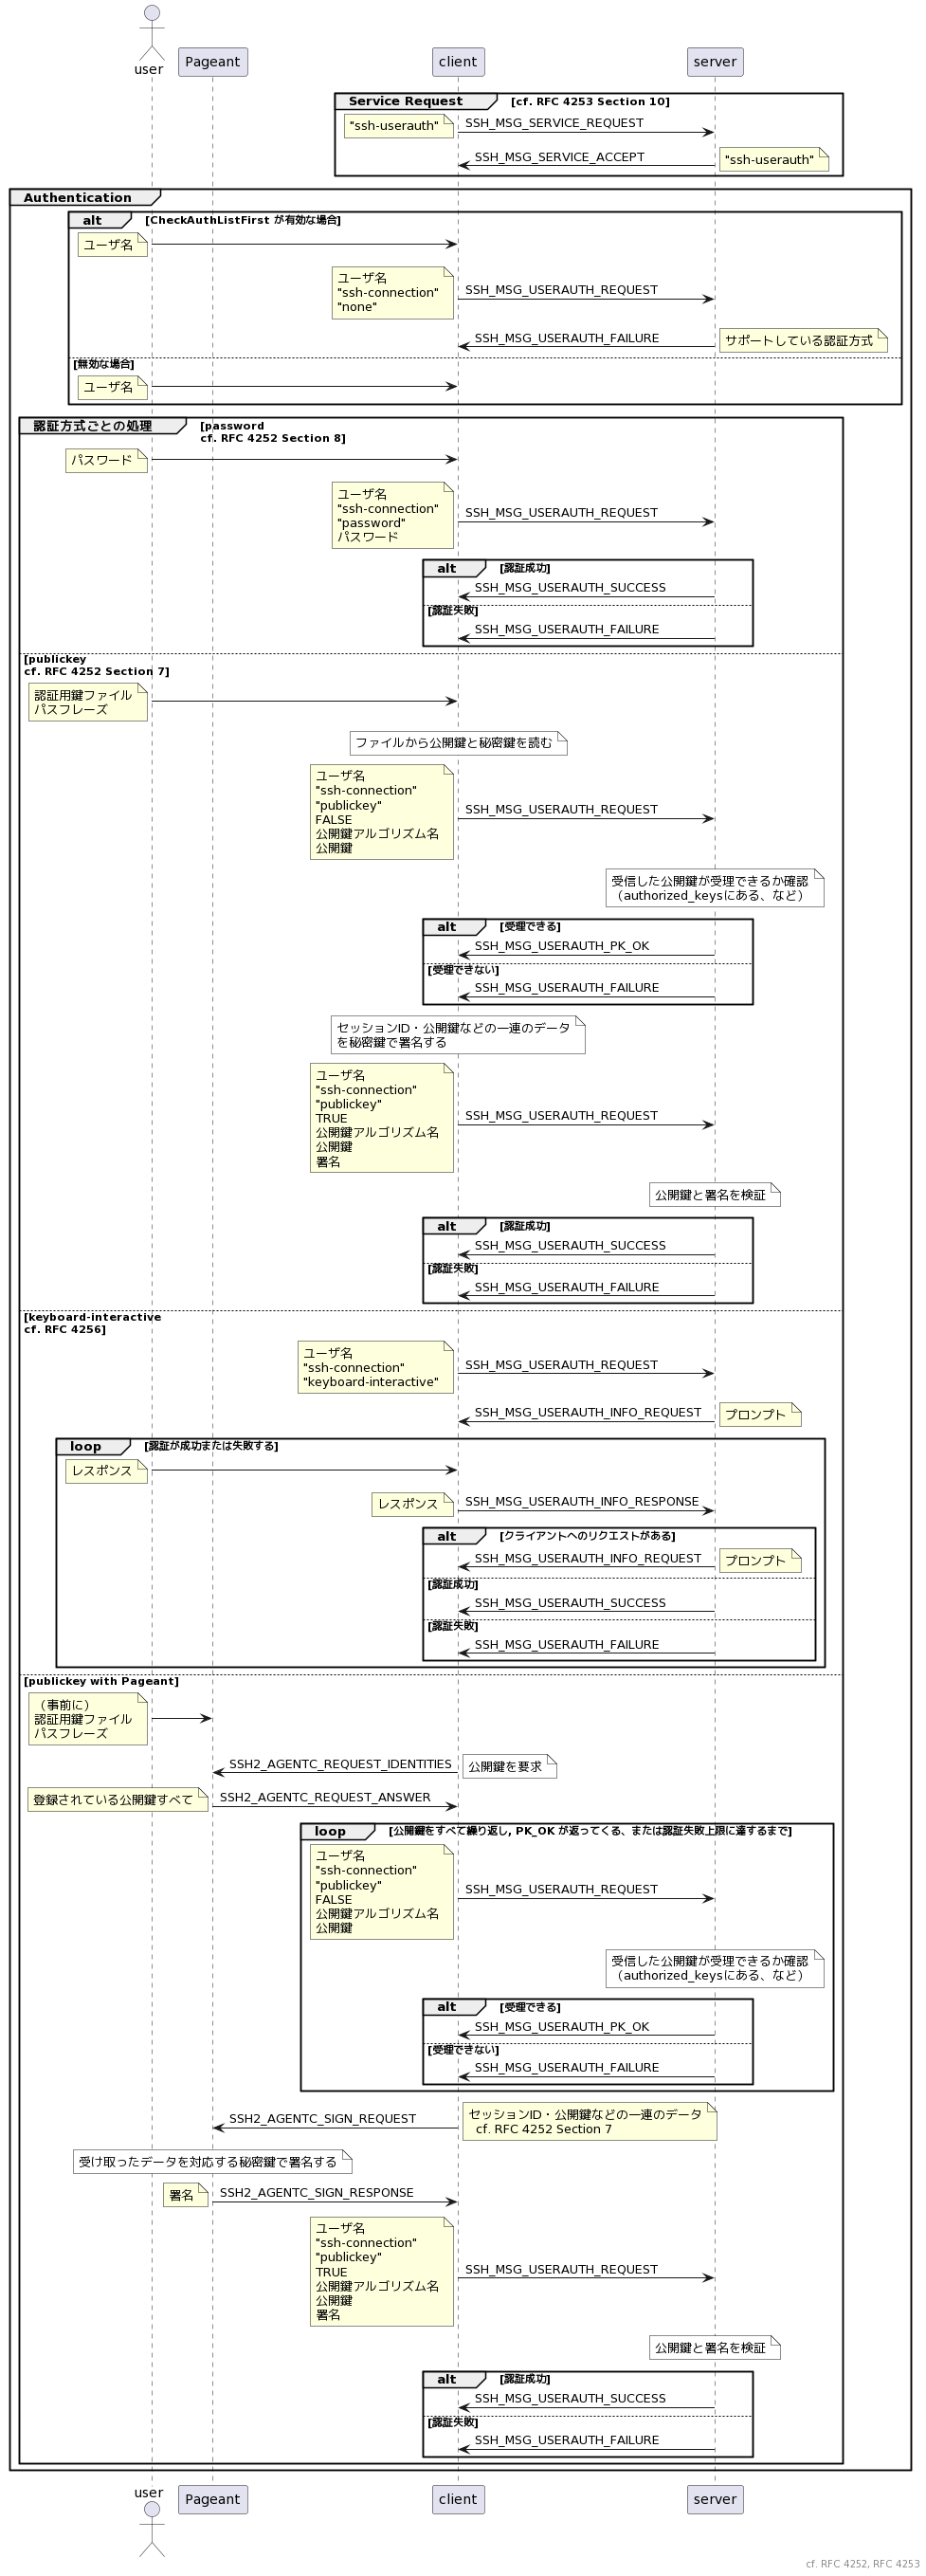 user
Pageant
client
server
Service Request
[cf. RFC 4253 Section 10]
"ssh-userauth"
SSH_MSG_SERVICE_REQUEST
SSH_MSG_SERVICE_ACCEPT
"ssh-userauth"
Authentication
alt
[CheckAuthListFirst が有効な場合]
ユーザ名
ユーザ名
"ssh-connection"
"none"
SSH_MSG_USERAUTH_REQUEST
SSH_MSG_USERAUTH_FAILURE
サポートしている認証方式
[無効な場合]
ユーザ名
認証方式ごとの処理
[password
cf. RFC 4252 Section 8]
パスワード
ユーザ名
"ssh-connection"
"password"
パスワード
SSH_MSG_USERAUTH_REQUEST
alt
[認証成功]
SSH_MSG_USERAUTH_SUCCESS
[認証失敗]
SSH_MSG_USERAUTH_FAILURE
[publickey
cf. RFC 4252 Section 7]
認証用鍵ファイル
パスフレーズ
ファイルから公開鍵と秘密鍵を読む
ユーザ名
"ssh-connection"
"publickey"
FALSE
公開鍵アルゴリズム名
公開鍵
SSH_MSG_USERAUTH_REQUEST
受信した公開鍵が受理できるか確認
（authorized_keysにある、など）
alt
[受理できる]
SSH_MSG_USERAUTH_PK_OK
[受理できない]
SSH_MSG_USERAUTH_FAILURE
セッションID・公開鍵などの一連のデータ
を秘密鍵で署名する
ユーザ名
"ssh-connection"
"publickey"
TRUE
公開鍵アルゴリズム名
公開鍵
署名
SSH_MSG_USERAUTH_REQUEST
公開鍵と署名を検証
alt
[認証成功]
SSH_MSG_USERAUTH_SUCCESS
[認証失敗]
SSH_MSG_USERAUTH_FAILURE
[keyboard-interactive
cf. RFC 4256]
ユーザ名
"ssh-connection"
"keyboard-interactive"
SSH_MSG_USERAUTH_REQUEST
SSH_MSG_USERAUTH_INFO_REQUEST
プロンプト
loop
[認証が成功または失敗する]
レスポンス
レスポンス
SSH_MSG_USERAUTH_INFO_RESPONSE
alt
[クライアントへのリクエストがある]
SSH_MSG_USERAUTH_INFO_REQUEST
プロンプト
[認証成功]
SSH_MSG_USERAUTH_SUCCESS
[認証失敗]
SSH_MSG_USERAUTH_FAILURE
[publickey with Pageant]
（事前に）
認証用鍵ファイル
パスフレーズ
SSH2_AGENTC_REQUEST_IDENTITIES
公開鍵を要求
登録されている公開鍵すべて
SSH2_AGENTC_REQUEST_ANSWER
loop
[公開鍵をすべて繰り返し, PK_OK が返ってくる、または認証失敗上限に達するまで]
ユーザ名
"ssh-connection"
"publickey"
FALSE
公開鍵アルゴリズム名
公開鍵
SSH_MSG_USERAUTH_REQUEST
受信した公開鍵が受理できるか確認
（authorized_keysにある、など）
alt
[受理できる]
SSH_MSG_USERAUTH_PK_OK
[受理できない]
SSH_MSG_USERAUTH_FAILURE
SSH2_AGENTC_SIGN_REQUEST
セッションID・公開鍵などの一連のデータ
cf. RFC 4252 Section 7
受け取ったデータを対応する秘密鍵で署名する
署名
SSH2_AGENTC_SIGN_RESPONSE
ユーザ名
"ssh-connection"
"publickey"
TRUE
公開鍵アルゴリズム名
公開鍵
署名
SSH_MSG_USERAUTH_REQUEST
公開鍵と署名を検証
alt
[認証成功]
SSH_MSG_USERAUTH_SUCCESS
[認証失敗]
SSH_MSG_USERAUTH_FAILURE
user
Pageant
client
server
cf. RFC 4252, RFC 4253